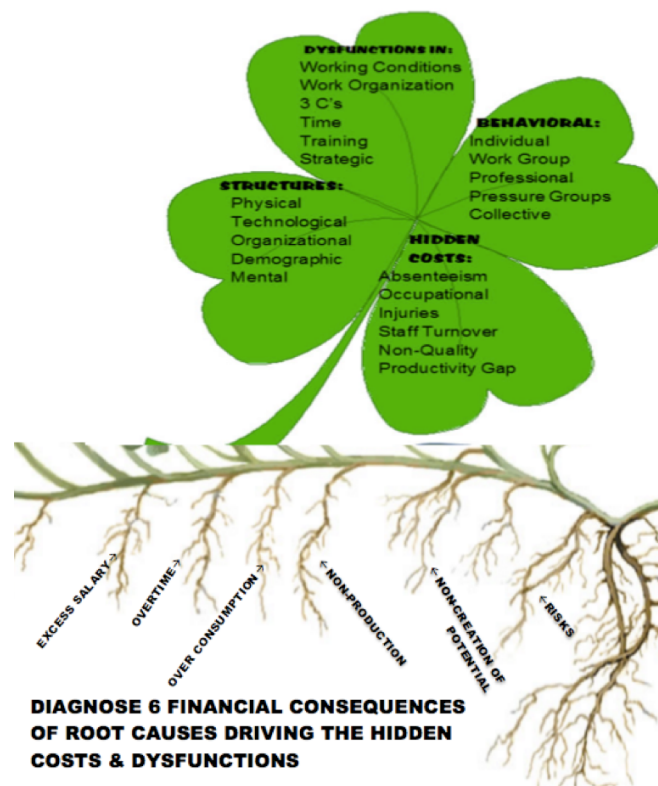 DYSFUNCTIONS IN:
Working Conditions
Work Organization
3 C's
Time
Training
Strategic
BEHAVIORAL:
Individual
Work Group
Professional
Pressure Groups
Collective
STRUCTURES:
Physical
Technological
Organizational
Demographic
Mental
HIDDEN
COSTS:
Absenteeism
Occupational
Injuries
Staff Turnover
Non-Quality
Productivity Gap
EXCESS SALARY→
OVERTIME→
OVER CONSUMPTION→
←NON-PRODUCTION
←NON-CREATION OF
POTENTIAL
←RISKS
DIAGNOSE 6 FINANCIAL CONSEQUENCES
OF ROOT CAUSES DRIVING THE HIDDEN
COSTS & DYSFUNCTIONS